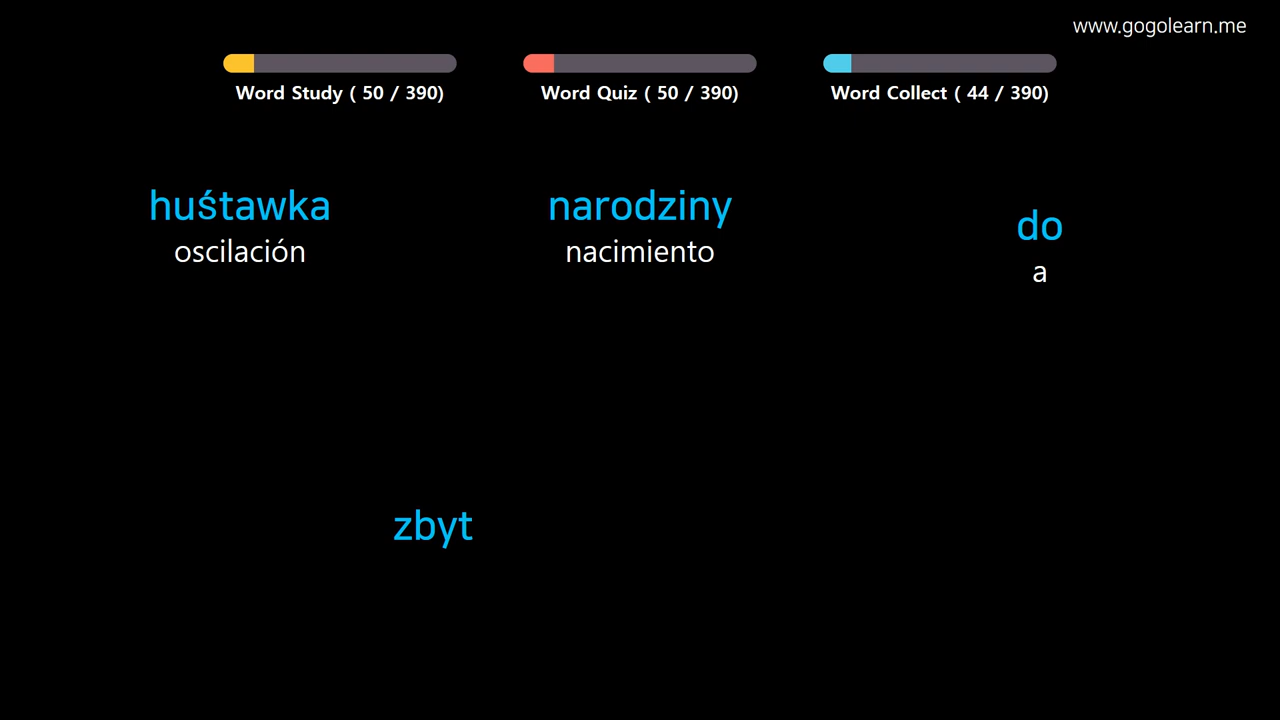 www.gogolearn.me
Word Study ( 50 / 390)
Word Quiz ( 50 / 390)
Word Collect ( 44 / 390)
huśtawka
oscilación
narodziny
nacimiento
do
a
zbyt